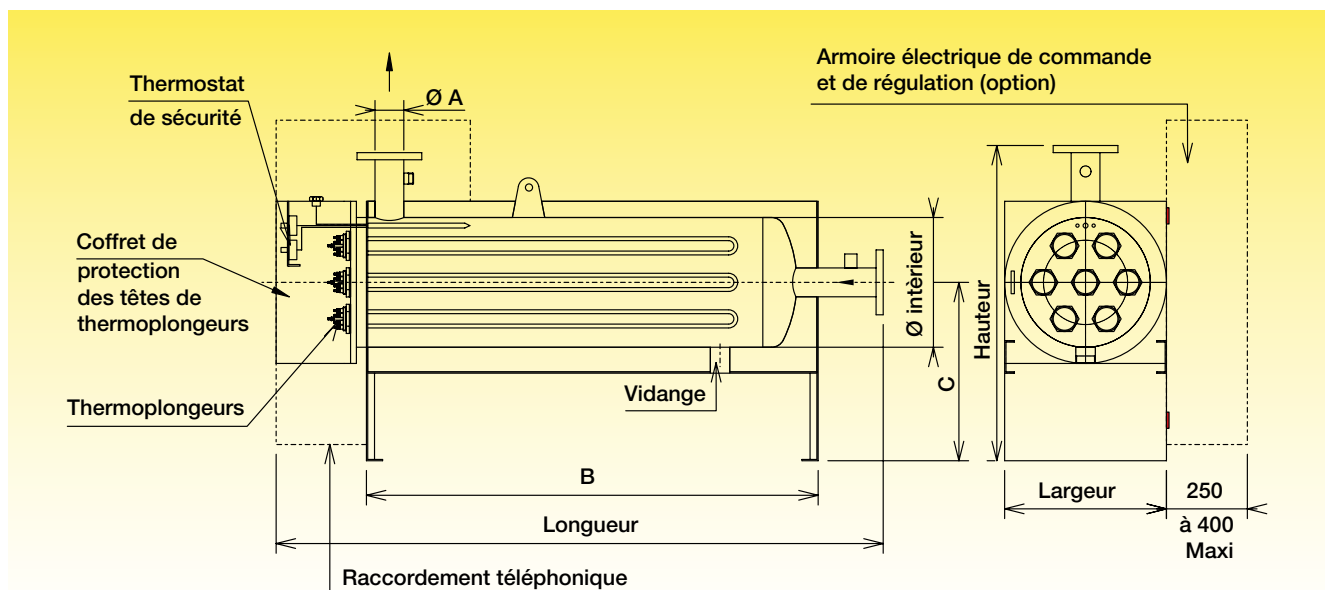 Armoire électrique de commande
et de régulation (option)
Thermostat
de sécurité
Ø A
Coffret de
protection
des têtes de
thermoplongeurs
Ø intèrieur
Hauteur
C
Thermoplongeurs
Vidange
B
Largeur
250
à 400
Maxi
Longueur
Raccordement téléphonique